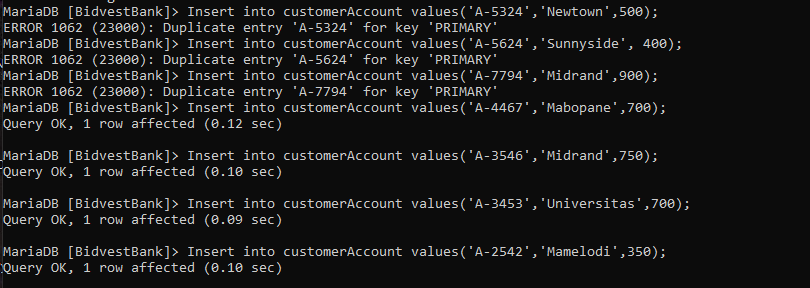 MariaDB [BidvestBank]> Insert into customerAccount values('A-5324','Newtown',500);
ERROR 1062 (23000): Duplicate entry 'A-5324' for key 'PRIMARY'
MariaDB [BidvestBank]> Insert into customerAccount values('A-5624','Sunnyside', 400);
ERROR 1062 (23000): Duplicate entry 'A-5624' for key 'PRIMARY'
MariaDB [BidvestBank]> Insert into customerAccount values('A-7794','Midrand',900);
ERROR 1062 (23000): Duplicate entry 'A-7794' for key 'PRIMARY'
MariaDB [BidvestBank]> Insert into customerAccount values('A-4467','Mabopane',700);
Query OK, 1 row affected (0.12 sec)
MariaDB [BidvestBank]> Insert into customerAccount values('A-3546','Midrand',750);
Query OK, 1 row affected (0.10 sec)
MariaDB [BidvestBank]> Insert into customerAccount values('A-3453','Universitas',700);
Query OK, 1 row affected (0.09 sec)
MariaDB [BidvestBank]> Insert into customerAccount values('A-2542','Mamelodi',350);
Query OK, 1 row affected (0.10 sec)